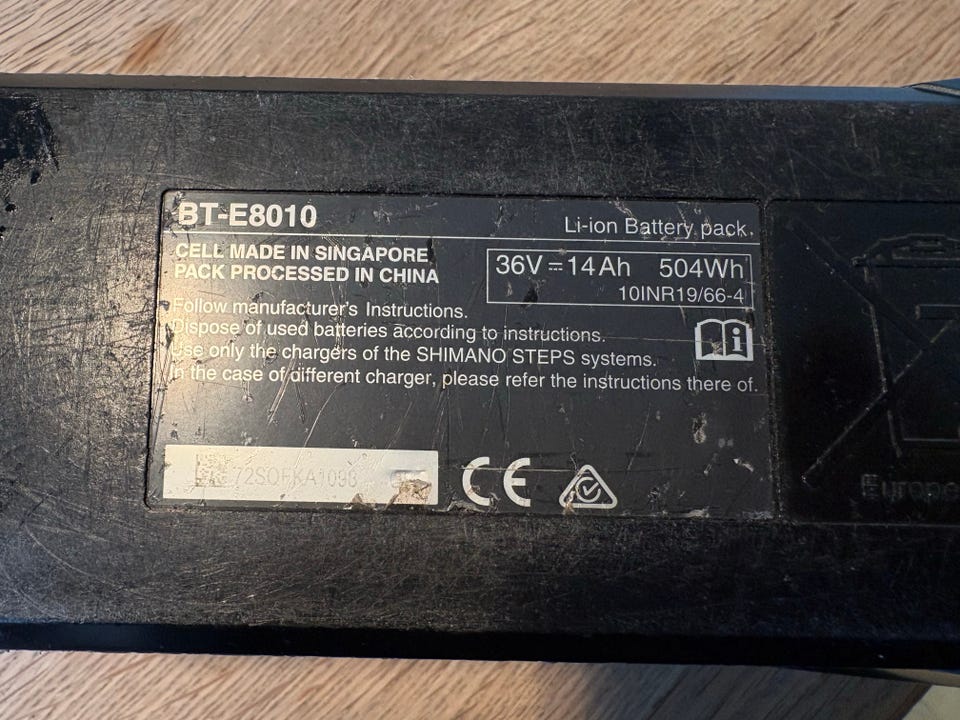 BT-E8010
Li-ion Battery pack.
CELL MADE IN SINGAPORE
PACK PROCESSED IN CHINA
36V⎓14Ah 504Wh
10INR19/66-4
Follow manufacturer's Instructions.
Dispose of used batteries according to instructions.
Use only the chargers of the SHIMANO STEPS systems.
In the case of different charger, please refer the instructions there of.
CE